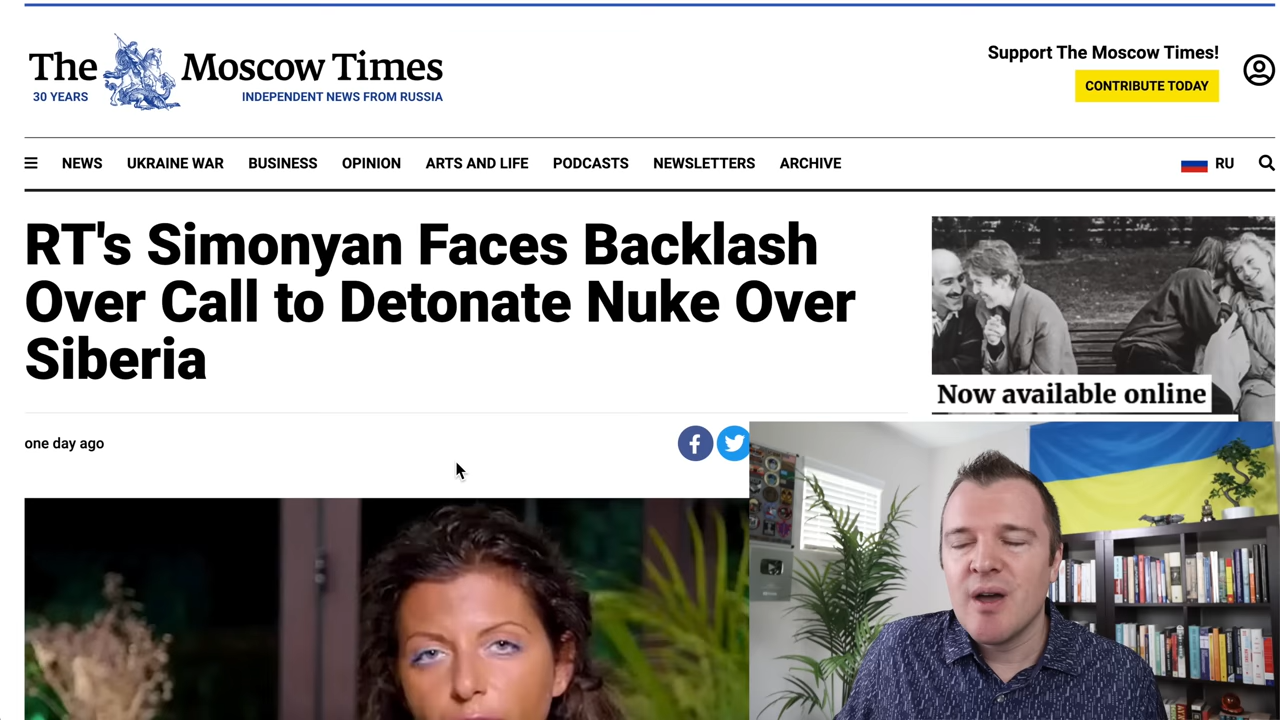 The Moscow Times
30 YEARS
INDEPENDENT NEWS FROM RUSSIA
Support The Moscow Times!
CONTRIBUTE TODAY
NEWS UKRAINE WAR BUSINESS OPINION ARTS AND LIFE PODCASTS NEWSLETTERS ARCHIVE RU
RT's Simonyan Faces Backlash
Over Call to Detonate Nuke Over
Siberia
Now available online
one day ago